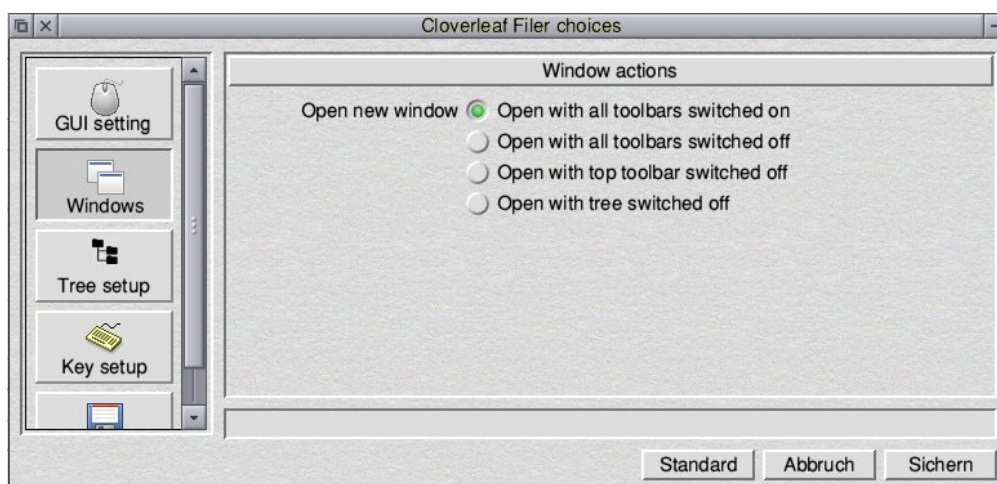 Cloverleaf Filer choices
GUI setting
Windows
Tree setup
Key setup
Window actions
Open new window Open with all toolbars switched on
Open with all toolbars switched off
Open with top toolbar switched off
Open with tree switched off
Standard Abbruch Sichern